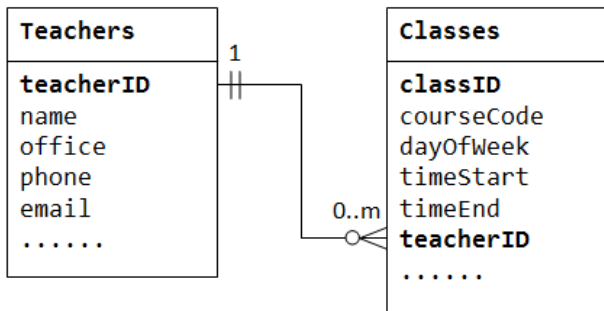 Teachers
teacherID
name
office
phone
email
......
1
0..m
Classes
classID
courseCode
dayOfWeek
timeStart
timeEnd
teacherID
......